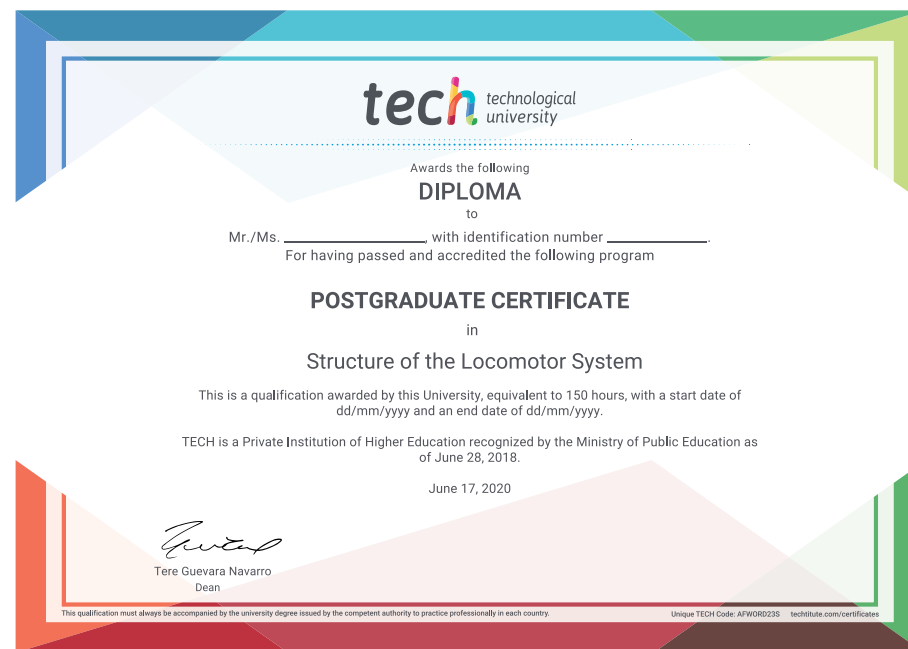 tech technological
university
Awards the following
DIPLOMA
to
Mr./Ms. ____________________, with identification number ______________.
For having passed and accredited the following program
POSTGRADUATE CERTIFICATE
in
Structure of the Locomotor System
This is a qualification awarded by this University, equivalent to 150 hours, with a start date of
dd/mm/yyyy and an end date of dd/mm/yyyy.
TECH is a Private Institution of Higher Education recognized by the Ministry of Public Education as
of June 28, 2018.
June 17, 2020
Tere Guevara Navarro
Dean
This qualification must always be accompanied by the university degree issued by the competent authority to practice professionally in each country. Unique TECH Code: AFWORD23S techtitute.com/certificates